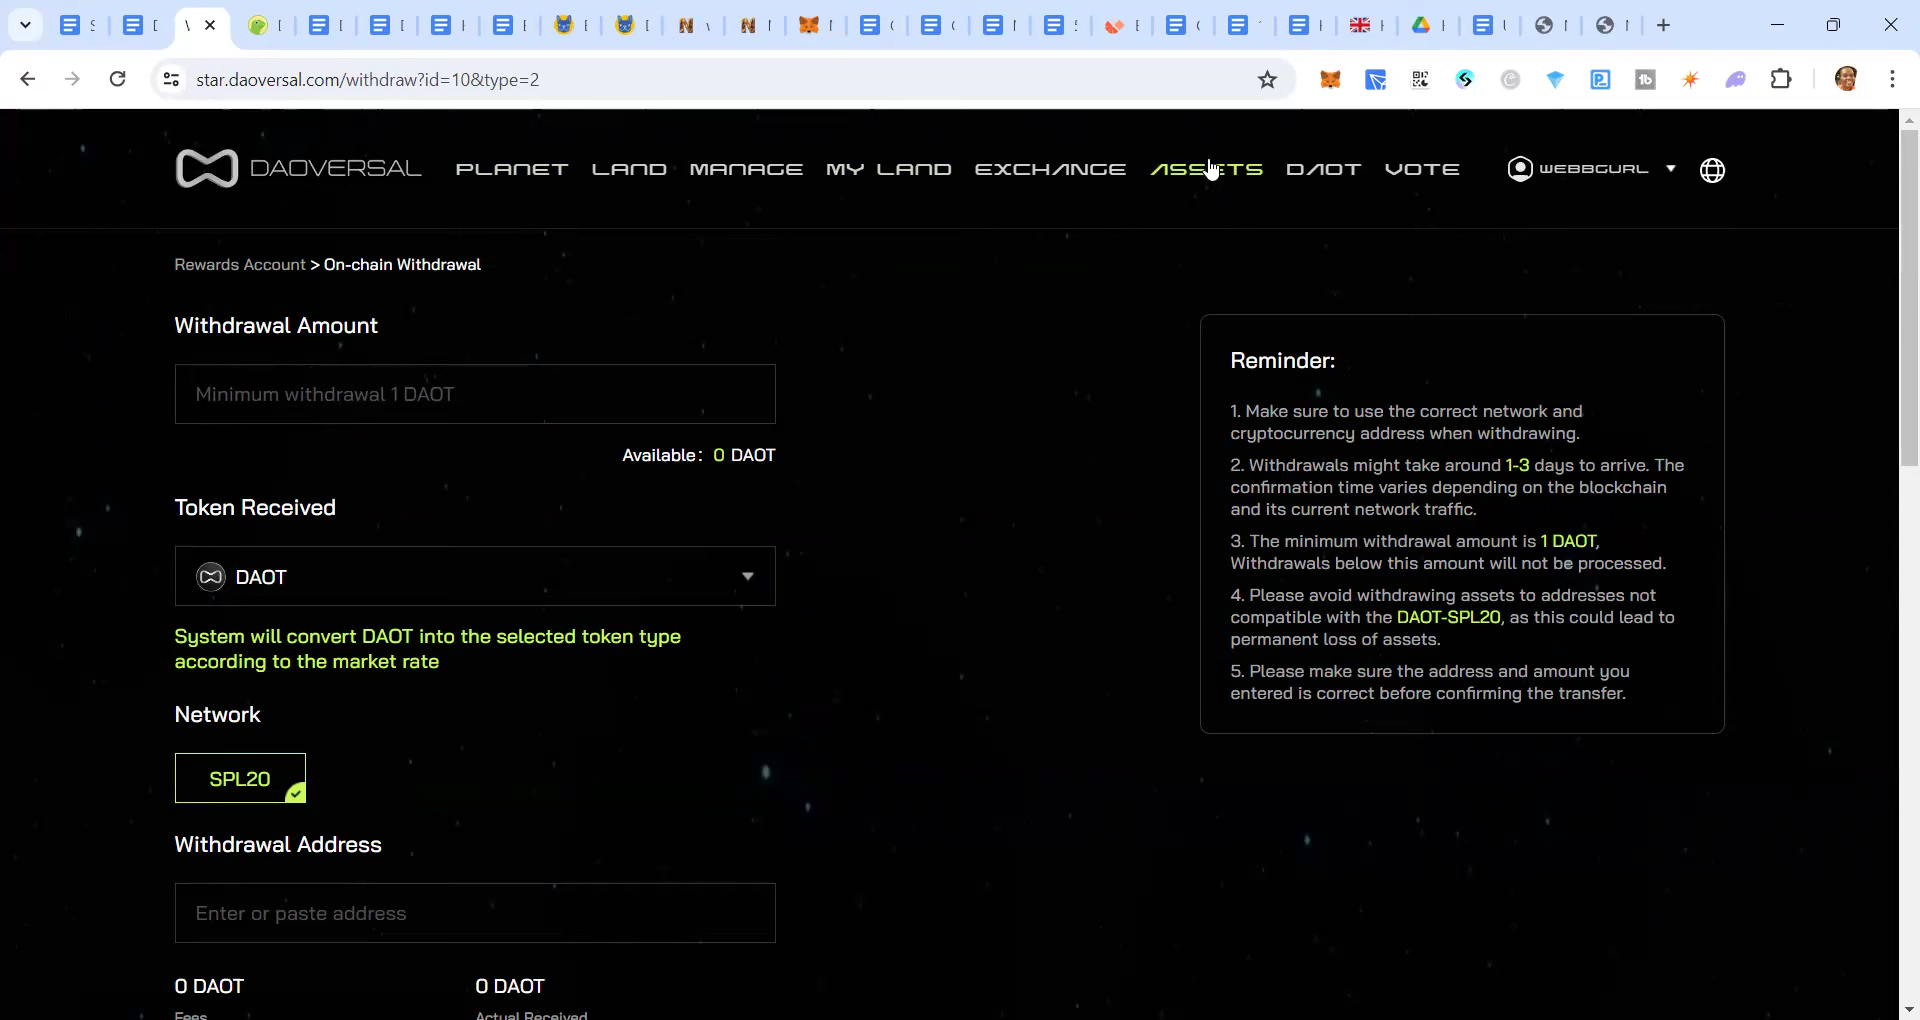 star.daoversal.com/withdraw?id=10&type=2
DAOVERSAL PLANET LAND MANAGE MY LAND EXCHANGE ASSETS DAOT VOTE WEBBGURL
Rewards Account > On-chain Withdrawal
Withdrawal Amount
Minimum withdrawal 1 DAOT
Available: 0 DAOT
Token Received
DAOT
System will convert DAOT into the selected token type
according to the market rate
Network
SPL20
Withdrawal Address
Enter or paste address
0 DAOT 0 DAOT
Fees Actual Received
Reminder:
1. Make sure to use the correct network and
cryptocurrency address when withdrawing.
2. Withdrawals might take around 1-3 days to arrive. The
confirmation time varies depending on the blockchain
and its current network traffic.
3. The minimum withdrawal amount is 1 DAOT,
Withdrawals below this amount will not be processed.
4. Please avoid withdrawing assets to addresses not
compatible with the DAOT-SPL20, as this could lead to
permanent loss of assets.
5. Please make sure the address and amount you
entered is correct before confirming the transfer.